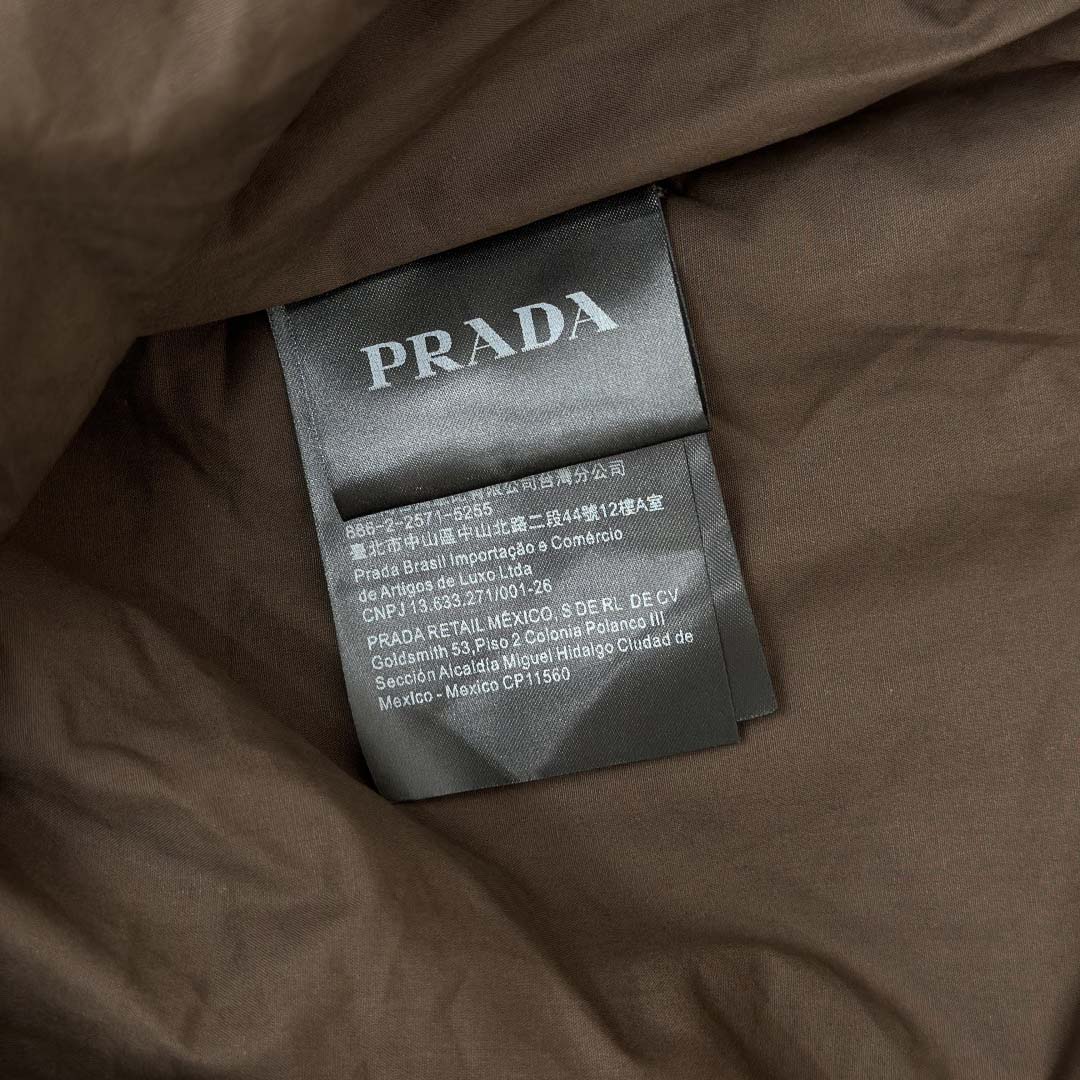 PRADA
有限公司台灣分公司
886-2-2571-5255
臺北市中山區中山北路二段44號12樓A室
Prada Brasil Importação e Comércio
de Artigos de Luxo Ltda
CNPJ 13.633.271/001-26
PRADA RETAIL MÉXICO, S DE RL DE CV
Goldsmith 53,Piso 2 Colonia Polanco III
Sección Alcaldía Miguel Hidalgo Ciudad de
Mexico - Mexico CP11560